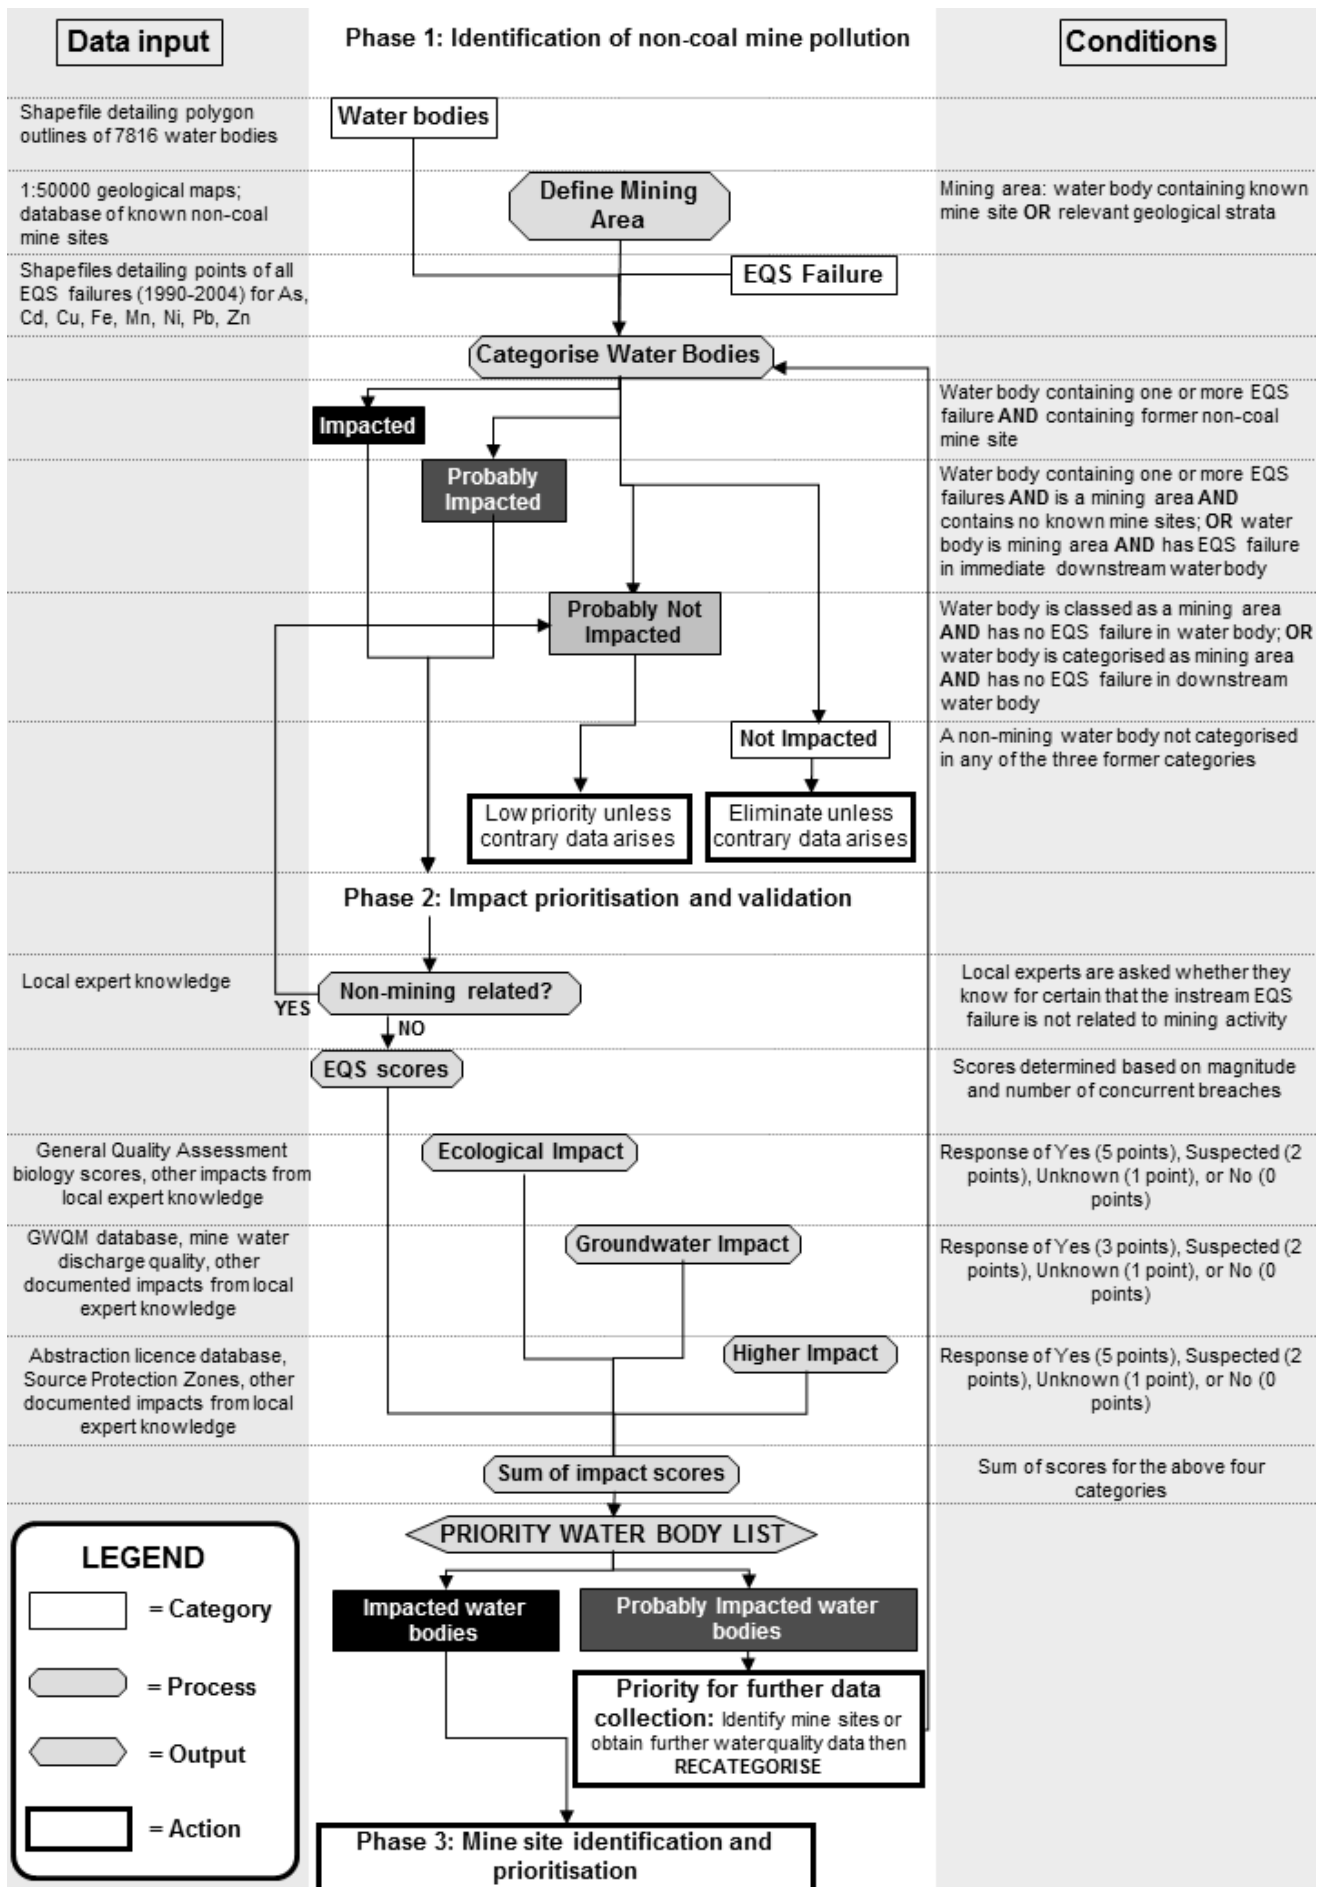 Data input
Phase 1: Identification of non-coal mine pollution
Conditions
Shapefile detailing polygon
outlines of 7816 water bodies
Water bodies
1:50000 geological maps;
database of known non-coal
mine sites
Define Mining
Area
Mining area: water body containing known
mine site OR relevant geological strata
Shapefiles detailing points of all
EQS failures (1990-2004) for As,
Cd, Cu, Fe, Mn, Ni, Pb, Zn
EQS Failure
Categorise Water Bodies
Impacted
Water body containing one or more EQS
failure AND containing former non-coal
mine site
Probably
Impacted
Water body containing one or more EQS
failures AND is a mining area AND
contains no known mine sites; OR water
body is mining area AND has EQS failure
in immediate downstream water body
Probably Not
Impacted
Water body is classed as a mining area
AND has no EQS failure in water body; OR
water body is categorised as mining area
AND has no EQS failure in downstream
water body
Not Impacted
A non-mining water body not categorised
in any of the three former categories
Low priority unless
contrary data arises
Eliminate unless
contrary data arises
Phase 2: Impact prioritisation and validation
Local expert knowledge
Non-mining related?
YES
NO
Local experts are asked whether they
know for certain that the instream EQS
failure is not related to mining activity
EQS scores
Scores determined based on magnitude
and number of concurrent breaches
General Quality Assessment
biology scores, other impacts from
local expert knowledge
Ecological Impact
Response of Yes (5 points), Suspected (2
points), Unknown (1 point), or No (0
points)
GWQM database, mine water
discharge quality, other
documented impacts from local
expert knowledge
Groundwater Impact
Response of Yes (3 points), Suspected (2
points), Unknown (1 point), or No (0
points)
Abstraction licence database,
Source Protection Zones, other
documented impacts from local
expert knowledge
Higher Impact
Response of Yes (5 points), Suspected (2
points), Unknown (1 point), or No (0
points)
Sum of impact scores
Sum of scores for the above four
categories
PRIORITY WATER BODY LIST
Impacted water
bodies
Probably Impacted water
bodies
Priority for further data
collection: Identify mine sites or
obtain further water quality data then
RECATEGORISE
Phase 3: Mine site identification and
prioritisation
LEGEND
= Category
= Process
= Output
= Action